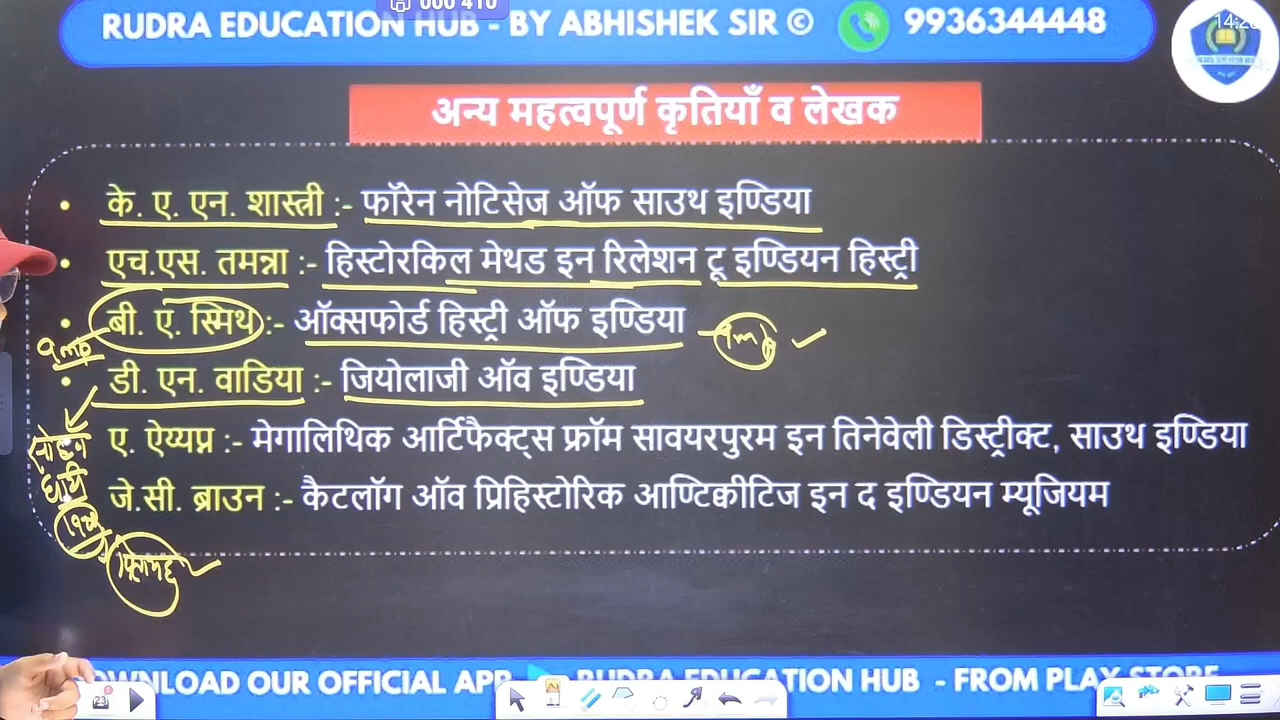 000 410
RUDRA EDUCATION HUB - BY ABHISHEK SIR © 9936344448
अन्य महत्वपूर्ण कृतियाँ व लेखक
• के. ए. एन. शास्त्री :- फॉरेन नोटिसेज ऑफ साउथ इण्डिया
• एच.एस. तमन्ना :- हिस्टोरकिल मेथड इन रिलेशन टू इण्डियन हिस्ट्री
• बी. ए. स्मिथ :- ऑक्सफोर्ड हिस्ट्री ऑफ इण्डिया
• डी. एन. वाडिया :- जियोलाजी ऑव इण्डिया
ए. ऐय्यप्न :- मेगालिथिक आर्टिफैक्ट्स फ्रॉम सावयरपुरम इन तिनेवेली डिस्ट्रीक्ट, साउथ इण्डिया
जे.सी. ब्राउन :- कैटलॉग ऑव प्रिहिस्टोरिक आण्टिक्वीटिज इन द इण्डियन म्यूजियम
DOWNLOAD OUR OFFICIAL APP RUDRA EDUCATION HUB - FROM PLAY STORE
23